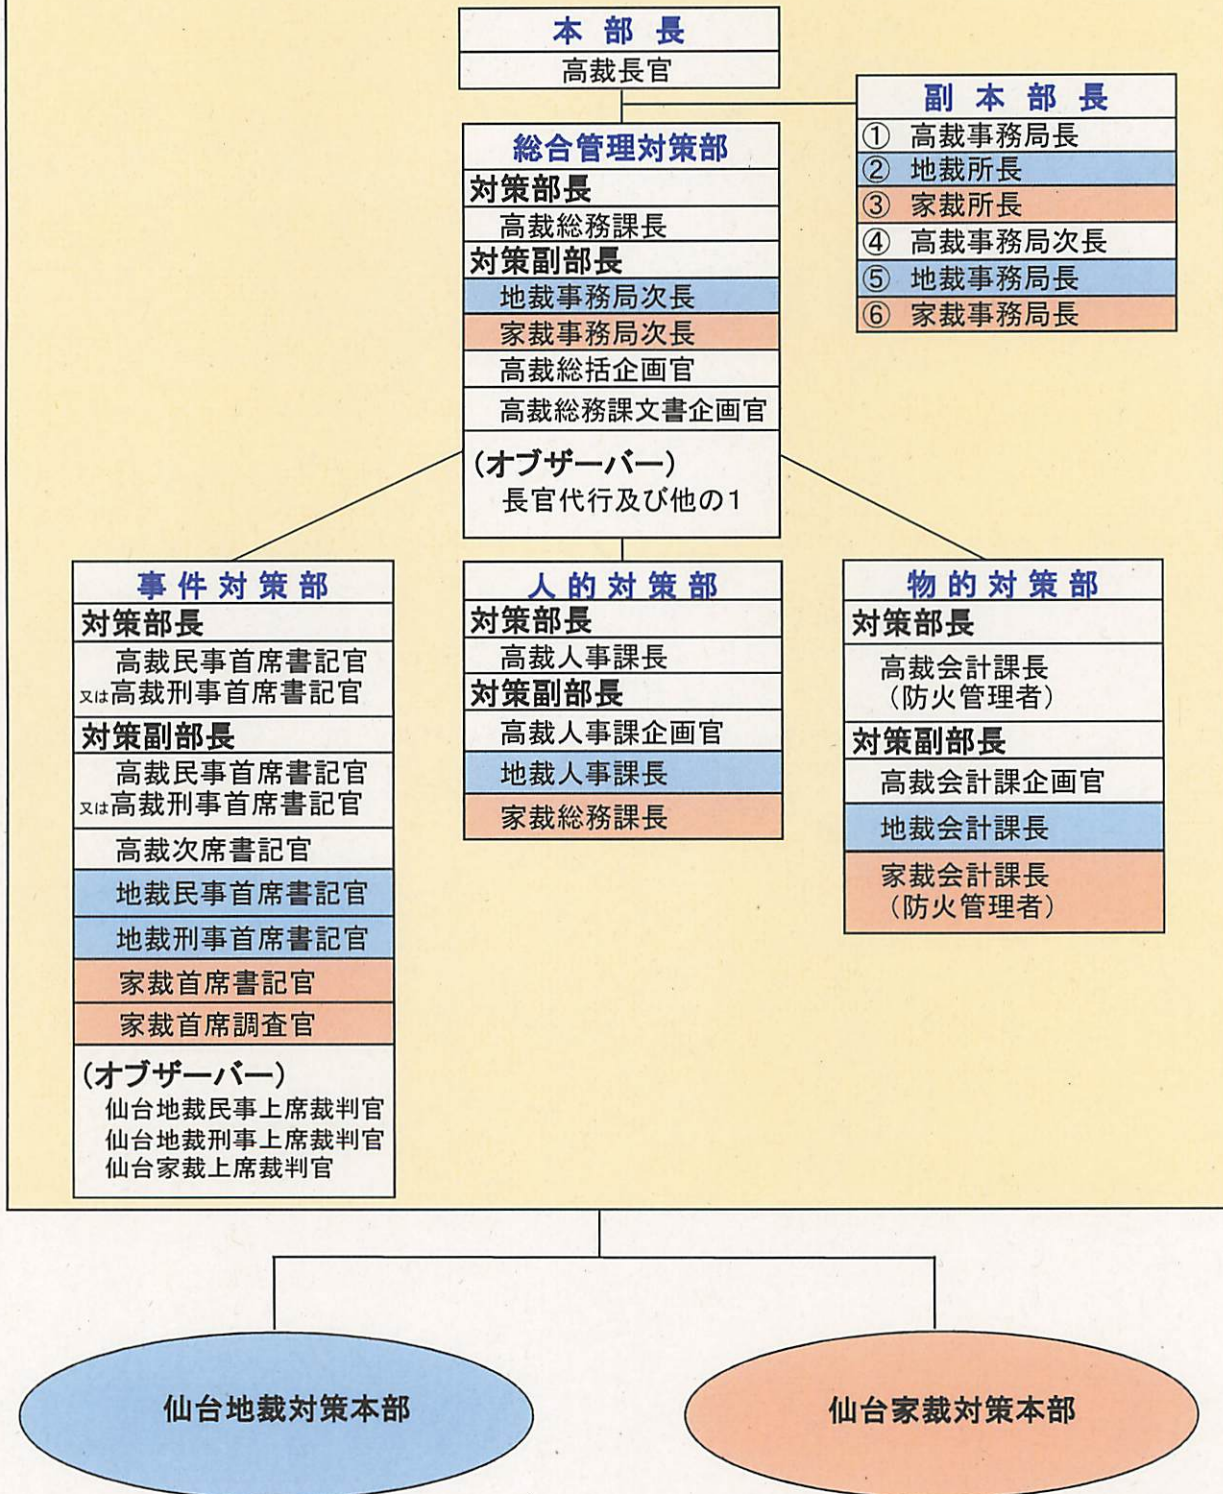 本部長
高裁長官
副本部長
① 高裁事務局長
② 地裁所長
③ 家裁所長
④ 高裁事務局次長
⑤ 地裁事務局長
⑥ 家裁事務局長
総合管理対策部
対策部長
高裁総務課長
対策副部長
地裁事務局次長
家裁事務局次長
高裁総括企画官
高裁総務課文書企画官
(オブザーバー)
長官代行及び他の1
事件対策部
対策部長
高裁民事首席書記官
又は高裁刑事首席書記官
対策副部長
高裁民事首席書記官
又は高裁刑事首席書記官
高裁次席書記官
地裁民事首席書記官
地裁刑事首席書記官
家裁首席書記官
家裁首席調査官
(オブザーバー)
仙台地裁民事上席裁判官
仙台地裁刑事上席裁判官
仙台家裁上席裁判官
人的対策部
対策部長
高裁人事課長
対策副部長
高裁人事課企画官
地裁人事課長
家裁総務課長
物的対策部
対策部長
高裁会計課長
(防火管理者)
対策副部長
高裁会計課企画官
地裁会計課長
家裁会計課長
(防火管理者)
仙台地裁対策本部
仙台家裁対策本部